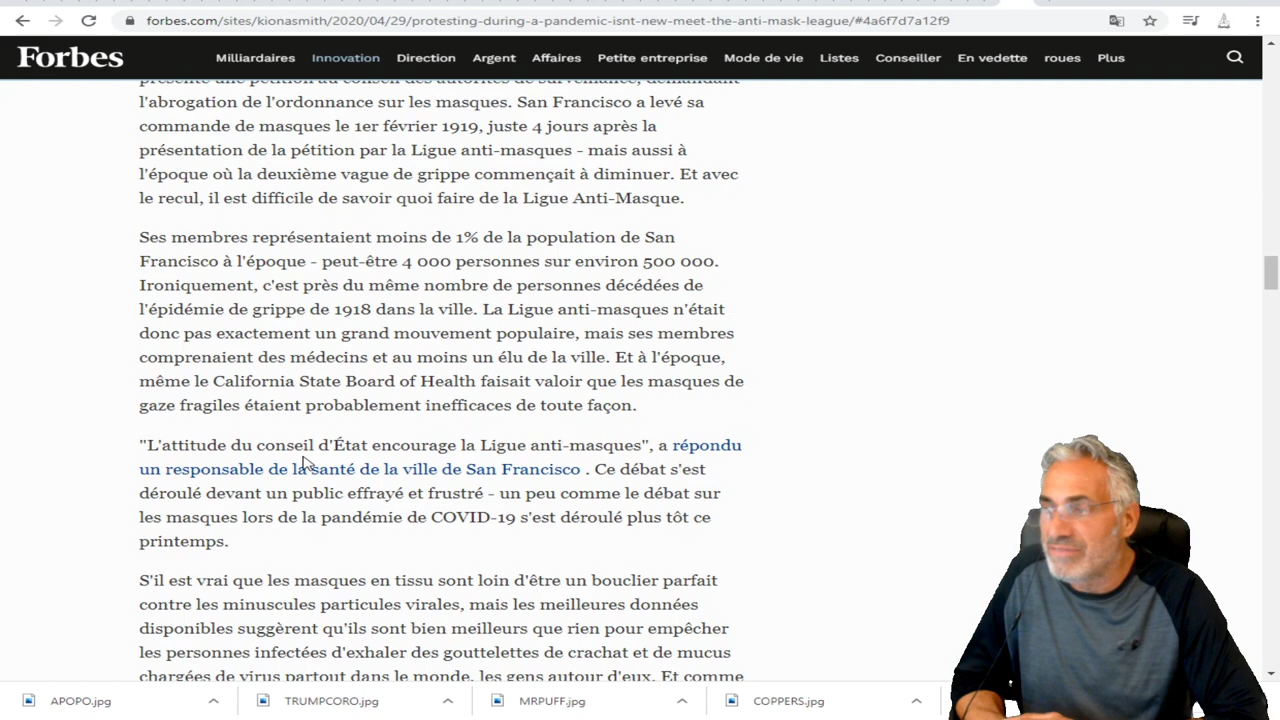 forbes.com/sites/kionasmith/2020/04/29/protesting-during-a-pandemic-isnt-new-meet-the-anti-mask-league/#4a6f7d7a12f9
Forbes
Milliardaires Innovation Direction Argent Affaires Petite entreprise Mode de vie Listes Conseiller En vedette roues Plus
présenté une pétition au conseil des autorités de surveillance, demandant
l'abrogation de l'ordonnance sur les masques. San Francisco a levé sa
commande de masques le 1er février 1919, juste 4 jours après la
présentation de la pétition par la Ligue anti-masques - mais aussi à
l'époque où la deuxième vague de grippe commençait à diminuer. Et avec
le recul, il est difficile de savoir quoi faire de la Ligue Anti-Masque.
Ses membres représentaient moins de 1% de la population de San
Francisco à l'époque - peut-être 4 000 personnes sur environ 500 000.
Ironiquement, c'est près du même nombre de personnes décédées de
l'épidémie de grippe de 1918 dans la ville. La Ligue anti-masques n'était
donc pas exactement un grand mouvement populaire, mais ses membres
comprenaient des médecins et au moins un élu de la ville. Et à l'époque,
même le California State Board of Health faisait valoir que les masques de
gaze fragiles étaient probablement inefficaces de toute façon.
"L'attitude du conseil d'État encourage la Ligue anti-masques", a répondu
un responsable de la santé de la ville de San Francisco . Ce débat s'est
déroulé devant un public effrayé et frustré - un peu comme le débat sur
les masques lors de la pandémie de COVID-19 s'est déroulé plus tôt ce
printemps.
S'il est vrai que les masques en tissu sont loin d'être un bouclier parfait
contre les minuscules particules virales, mais les meilleures données
disponibles suggèrent qu'ils sont bien meilleurs que rien pour empêcher
les personnes infectées d'exhaler des gouttelettes de crachat et de mucus
chargées de virus partout dans le monde, les gens autour d'eux. Et comme
APOPO.jpg TRUMPCORO.jpg MRPUFF.jpg COPPERS.jpg